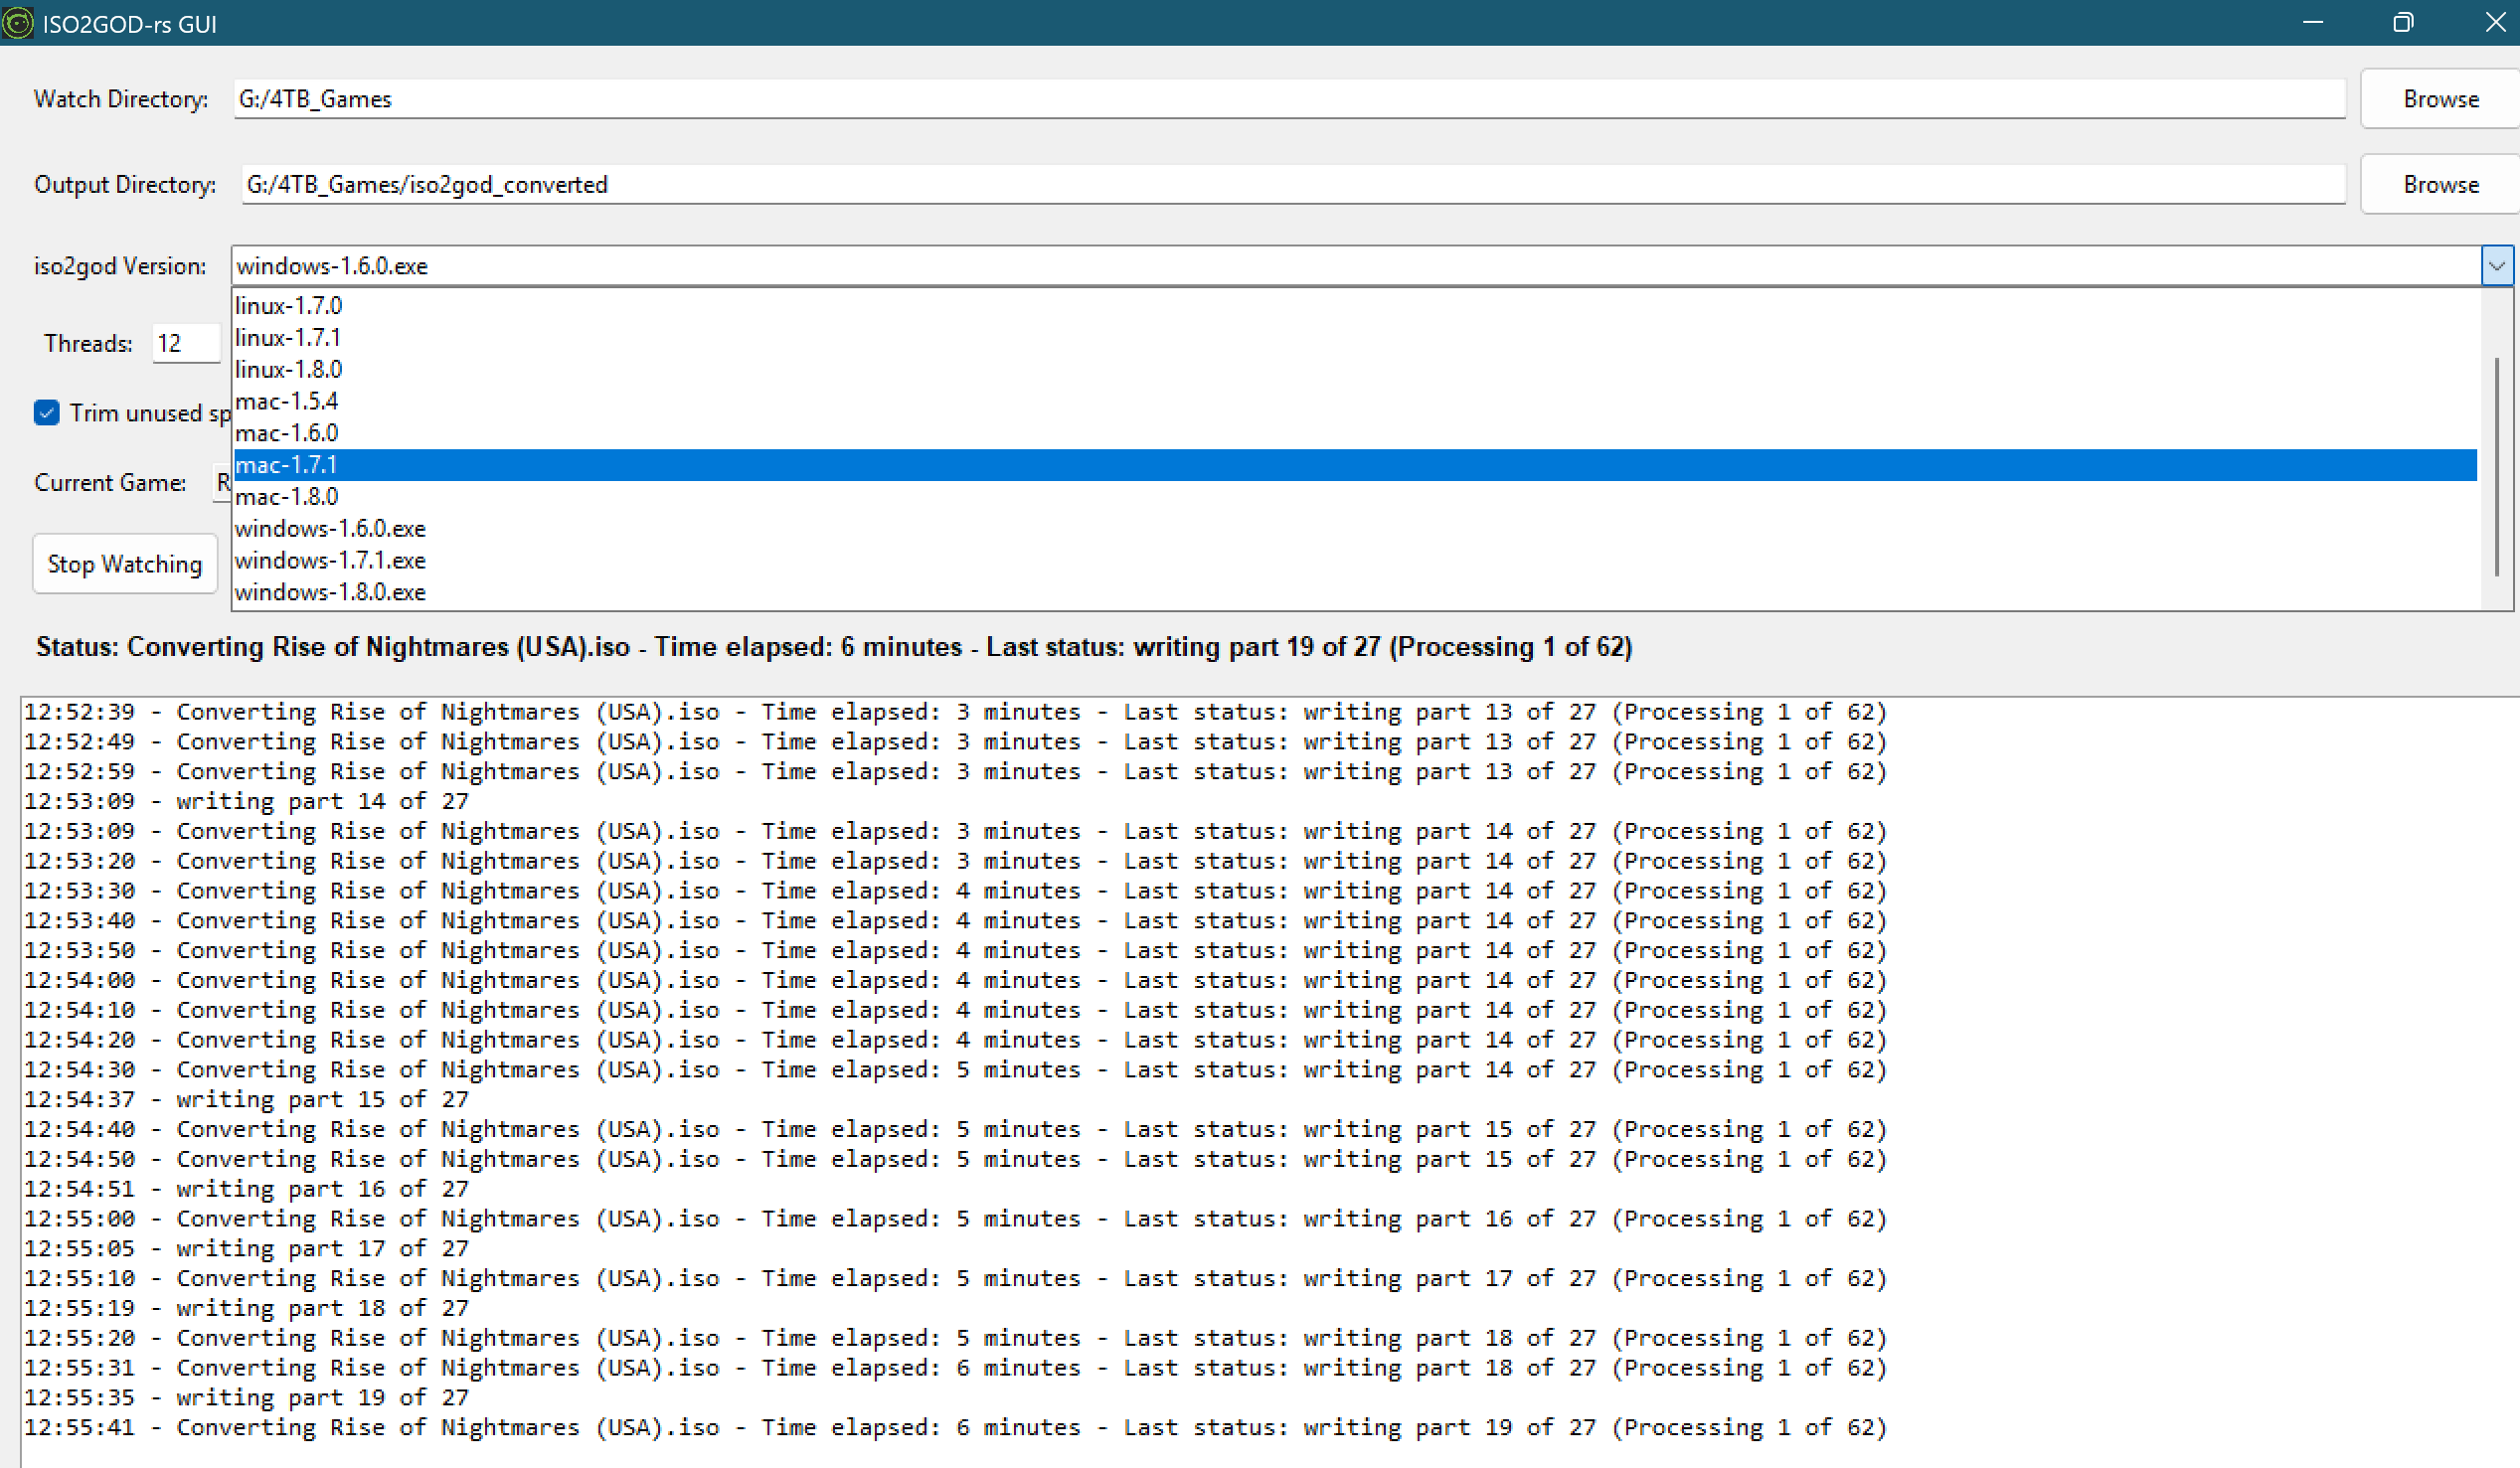 ISO2GOD-rs GUI
Watch Directory: G:/4TB_Games Browse
Output Directory: G:/4TB_Games/iso2god_converted Browse
iso2god Version: windows-1.6.0.exe
linux-1.7.0
linux-1.7.1
linux-1.8.0
mac-1.5.4
mac-1.6.0
mac-1.7.1
mac-1.8.0
windows-1.6.0.exe
windows-1.7.1.exe
windows-1.8.0.exe
Threads: 12
Trim unused sp
Current Game: R
Stop Watching
Status: Converting Rise of Nightmares (USA).iso - Time elapsed: 6 minutes - Last status: writing part 19 of 27 (Processing 1 of 62)
12:52:39 - Converting Rise of Nightmares (USA).iso - Time elapsed: 3 minutes - Last status: writing part 13 of 27 (Processing 1 of 62)
12:52:49 - Converting Rise of Nightmares (USA).iso - Time elapsed: 3 minutes - Last status: writing part 13 of 27 (Processing 1 of 62)
12:52:59 - Converting Rise of Nightmares (USA).iso - Time elapsed: 3 minutes - Last status: writing part 13 of 27 (Processing 1 of 62)
12:53:09 - writing part 14 of 27
12:53:09 - Converting Rise of Nightmares (USA).iso - Time elapsed: 3 minutes - Last status: writing part 14 of 27 (Processing 1 of 62)
12:53:20 - Converting Rise of Nightmares (USA).iso - Time elapsed: 3 minutes - Last status: writing part 14 of 27 (Processing 1 of 62)
12:53:30 - Converting Rise of Nightmares (USA).iso - Time elapsed: 4 minutes - Last status: writing part 14 of 27 (Processing 1 of 62)
12:53:40 - Converting Rise of Nightmares (USA).iso - Time elapsed: 4 minutes - Last status: writing part 14 of 27 (Processing 1 of 62)
12:53:50 - Converting Rise of Nightmares (USA).iso - Time elapsed: 4 minutes - Last status: writing part 14 of 27 (Processing 1 of 62)
12:54:00 - Converting Rise of Nightmares (USA).iso - Time elapsed: 4 minutes - Last status: writing part 14 of 27 (Processing 1 of 62)
12:54:10 - Converting Rise of Nightmares (USA).iso - Time elapsed: 4 minutes - Last status: writing part 14 of 27 (Processing 1 of 62)
12:54:20 - Converting Rise of Nightmares (USA).iso - Time elapsed: 4 minutes - Last status: writing part 14 of 27 (Processing 1 of 62)
12:54:30 - Converting Rise of Nightmares (USA).iso - Time elapsed: 5 minutes - Last status: writing part 14 of 27 (Processing 1 of 62)
12:54:37 - writing part 15 of 27
12:54:40 - Converting Rise of Nightmares (USA).iso - Time elapsed: 5 minutes - Last status: writing part 15 of 27 (Processing 1 of 62)
12:54:50 - Converting Rise of Nightmares (USA).iso - Time elapsed: 5 minutes - Last status: writing part 15 of 27 (Processing 1 of 62)
12:54:51 - writing part 16 of 27
12:55:00 - Converting Rise of Nightmares (USA).iso - Time elapsed: 5 minutes - Last status: writing part 16 of 27 (Processing 1 of 62)
12:55:05 - writing part 17 of 27
12:55:10 - Converting Rise of Nightmares (USA).iso - Time elapsed: 5 minutes - Last status: writing part 17 of 27 (Processing 1 of 62)
12:55:19 - writing part 18 of 27
12:55:20 - Converting Rise of Nightmares (USA).iso - Time elapsed: 5 minutes - Last status: writing part 18 of 27 (Processing 1 of 62)
12:55:31 - Converting Rise of Nightmares (USA).iso - Time elapsed: 6 minutes - Last status: writing part 18 of 27 (Processing 1 of 62)
12:55:35 - writing part 19 of 27
12:55:41 - Converting Rise of Nightmares (USA).iso - Time elapsed: 6 minutes - Last status: writing part 19 of 27 (Processing 1 of 62)